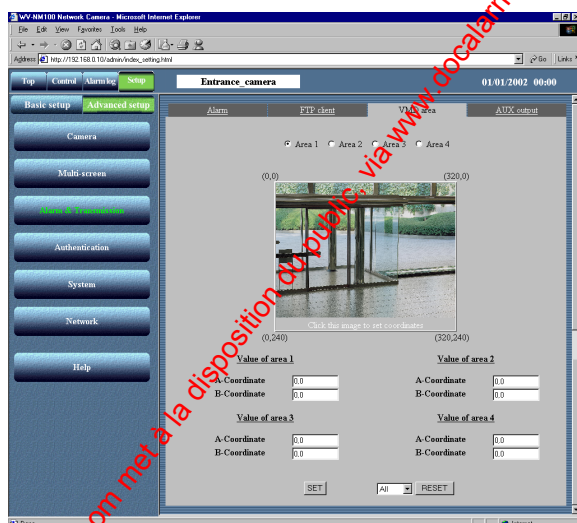 WV-NM100 Network Camera - Microsoft Internet Explorer
File Edit View Favorites Tools Help
Address http://192.168.0.10/admin/index_setting.html Go Links
Top Control Alarm log Setup Entrance_camera 01/01/2002 00:00
Basic setup Advanced setup
Alarm FTP client VMD area AUX output
Camera
Area 1 Area 2 Area 3 Area 4
Multi-screen
(0,0) (320,0)
Alarm & Transmission
Authentication
System
Network
Click this image to set coordinates
(0,240) (320,240)
Help
Value of area 1 Value of area 2
A-Coordinate 0.0 A-Coordinate 0.0
B-Coordinate 0.0 B-Coordinate 0.0
Value of area 3 Value of area 4
A-Coordinate 0.0 A-Coordinate 0.0
B-Coordinate 0.0 B-Coordinate 0.0
SET All RESET
om met à la disposition du public, via www.docalarm